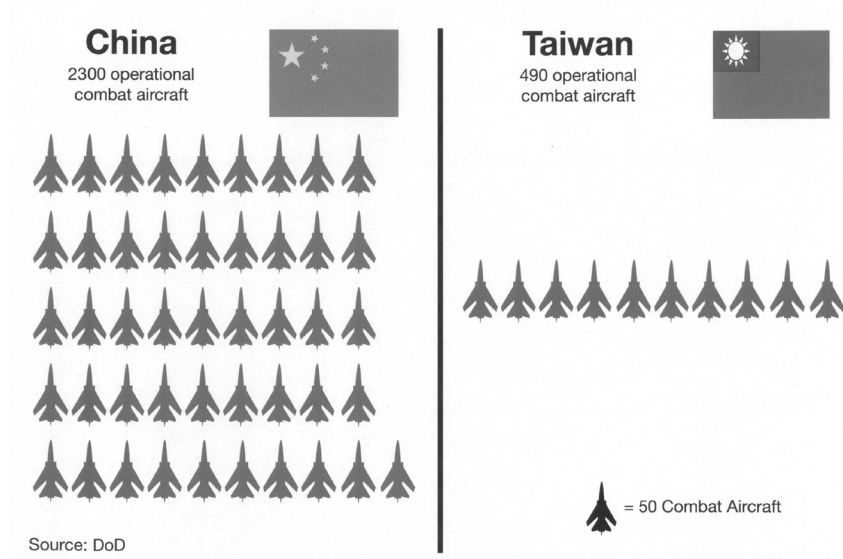 China
2300 operational
combat aircraft
Taiwan
490 operational
combat aircraft
= 50 Combat Aircraft
Source: DoD